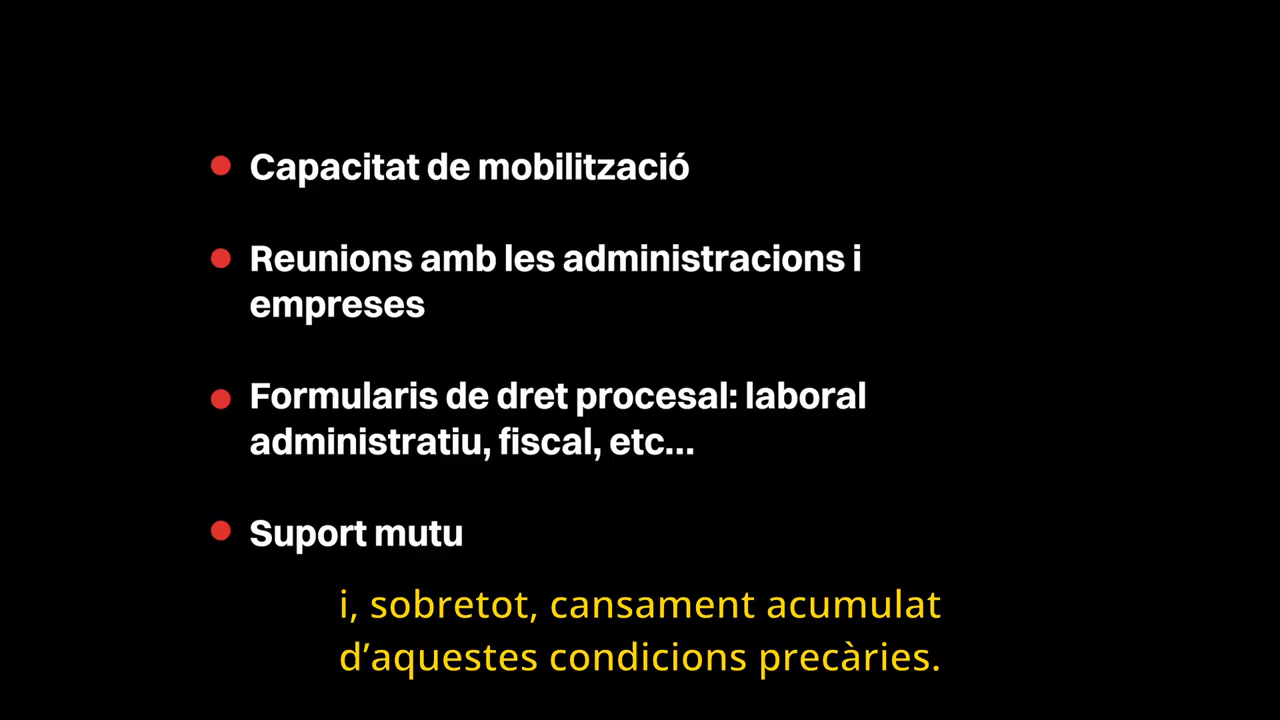 Capacitat de mobilització
Reunions amb les administracions i
empreses
Formularis de dret procesal: laboral
administratiu, fiscal, etc...
Suport mutu
i, sobretot, cansament acumulat
d’aquestes condicions precàries.